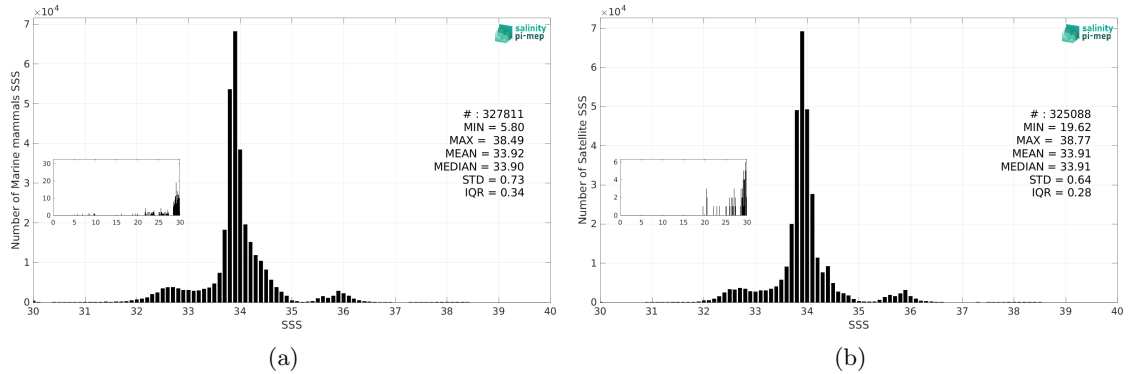 ×10⁴
7
6
5
4
3
2
1
0
Number of Marine mammals SSS
salinity
pi-mep
# : 327811
MIN = 5.80
MAX = 38.49
MEAN = 33.92
MEDIAN = 33.90
STD = 0.73
IQR = 0.34
30
20
10
0
0 5 10 15 20 25 30
30 31 32 33 34 35 36 37 38 39 40
SSS
(a)
×10⁴
7
6
5
4
3
2
1
0
Number of Satellite SSS
salinity
pi-mep
# : 325088
MIN = 19.62
MAX = 38.77
MEAN = 33.91
MEDIAN = 33.91
STD = 0.64
IQR = 0.28
6
4
2
0
0 5 10 15 20 25 30
30 31 32 33 34 35 36 37 38 39 40
SSS
(b)